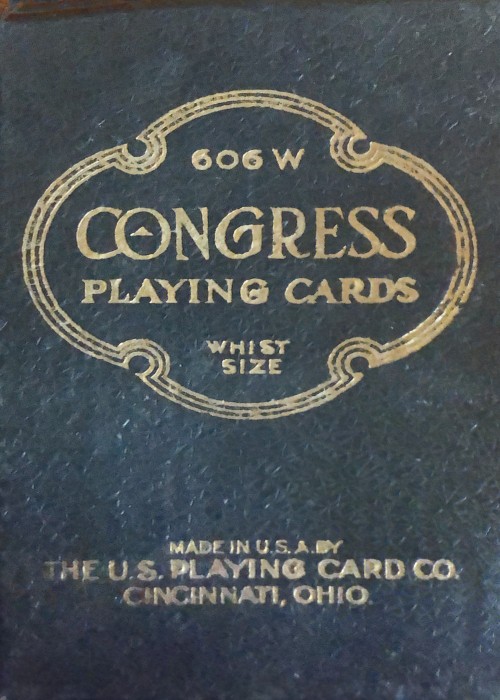 606 W
CONGRESS
PLAYING CARDS
WHIST
SIZE
MADE IN U.S.A. BY
THE U.S. PLAYING CARD CO.
CINCINNATI, OHIO